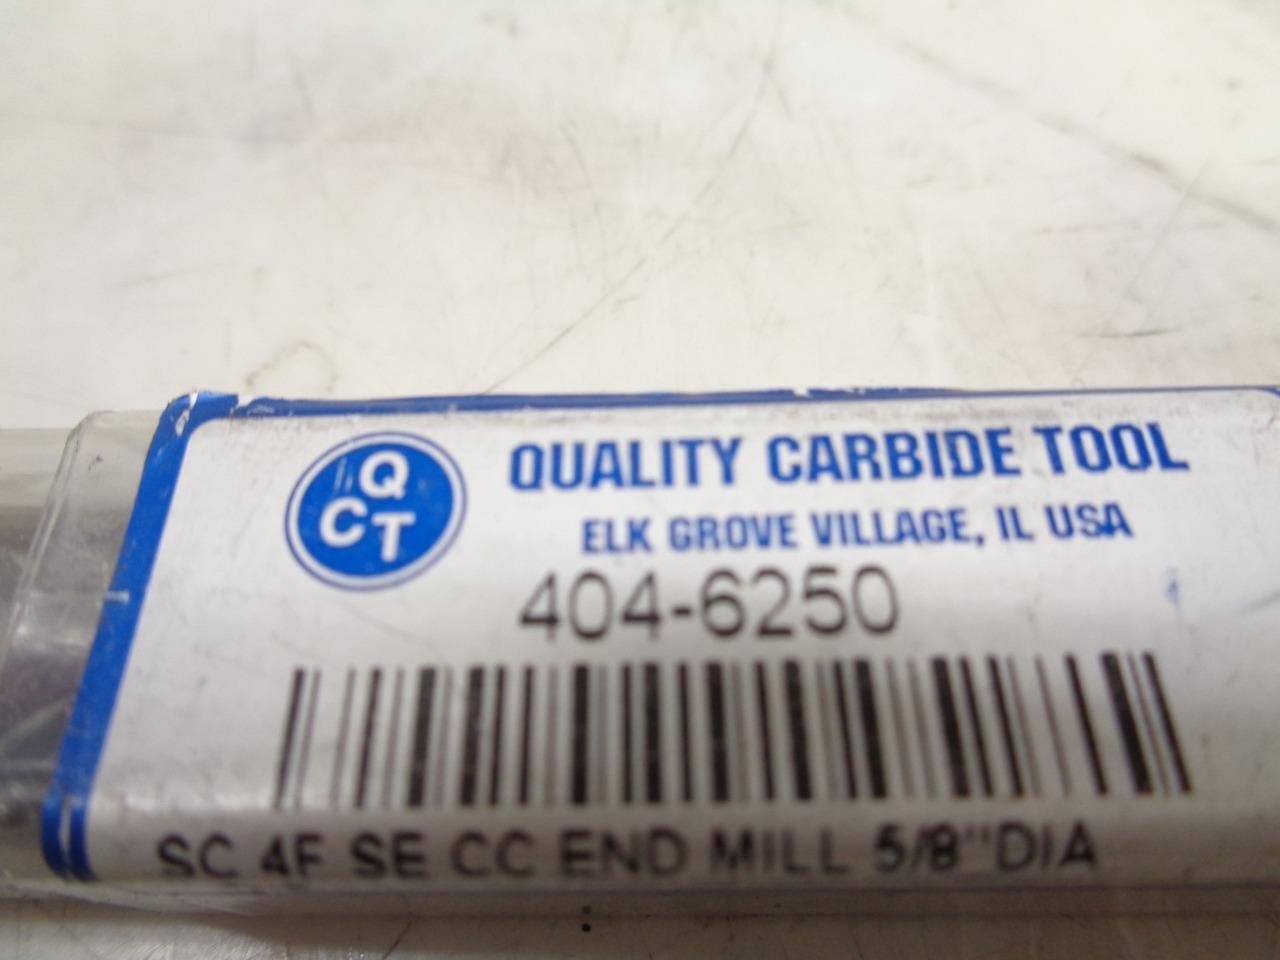 QCT
QUALITY CARBIDE TOOL
ELK GROVE VILLAGE, IL USA
404-6250
SC 4F SE CC END MILL 5/8"DIA